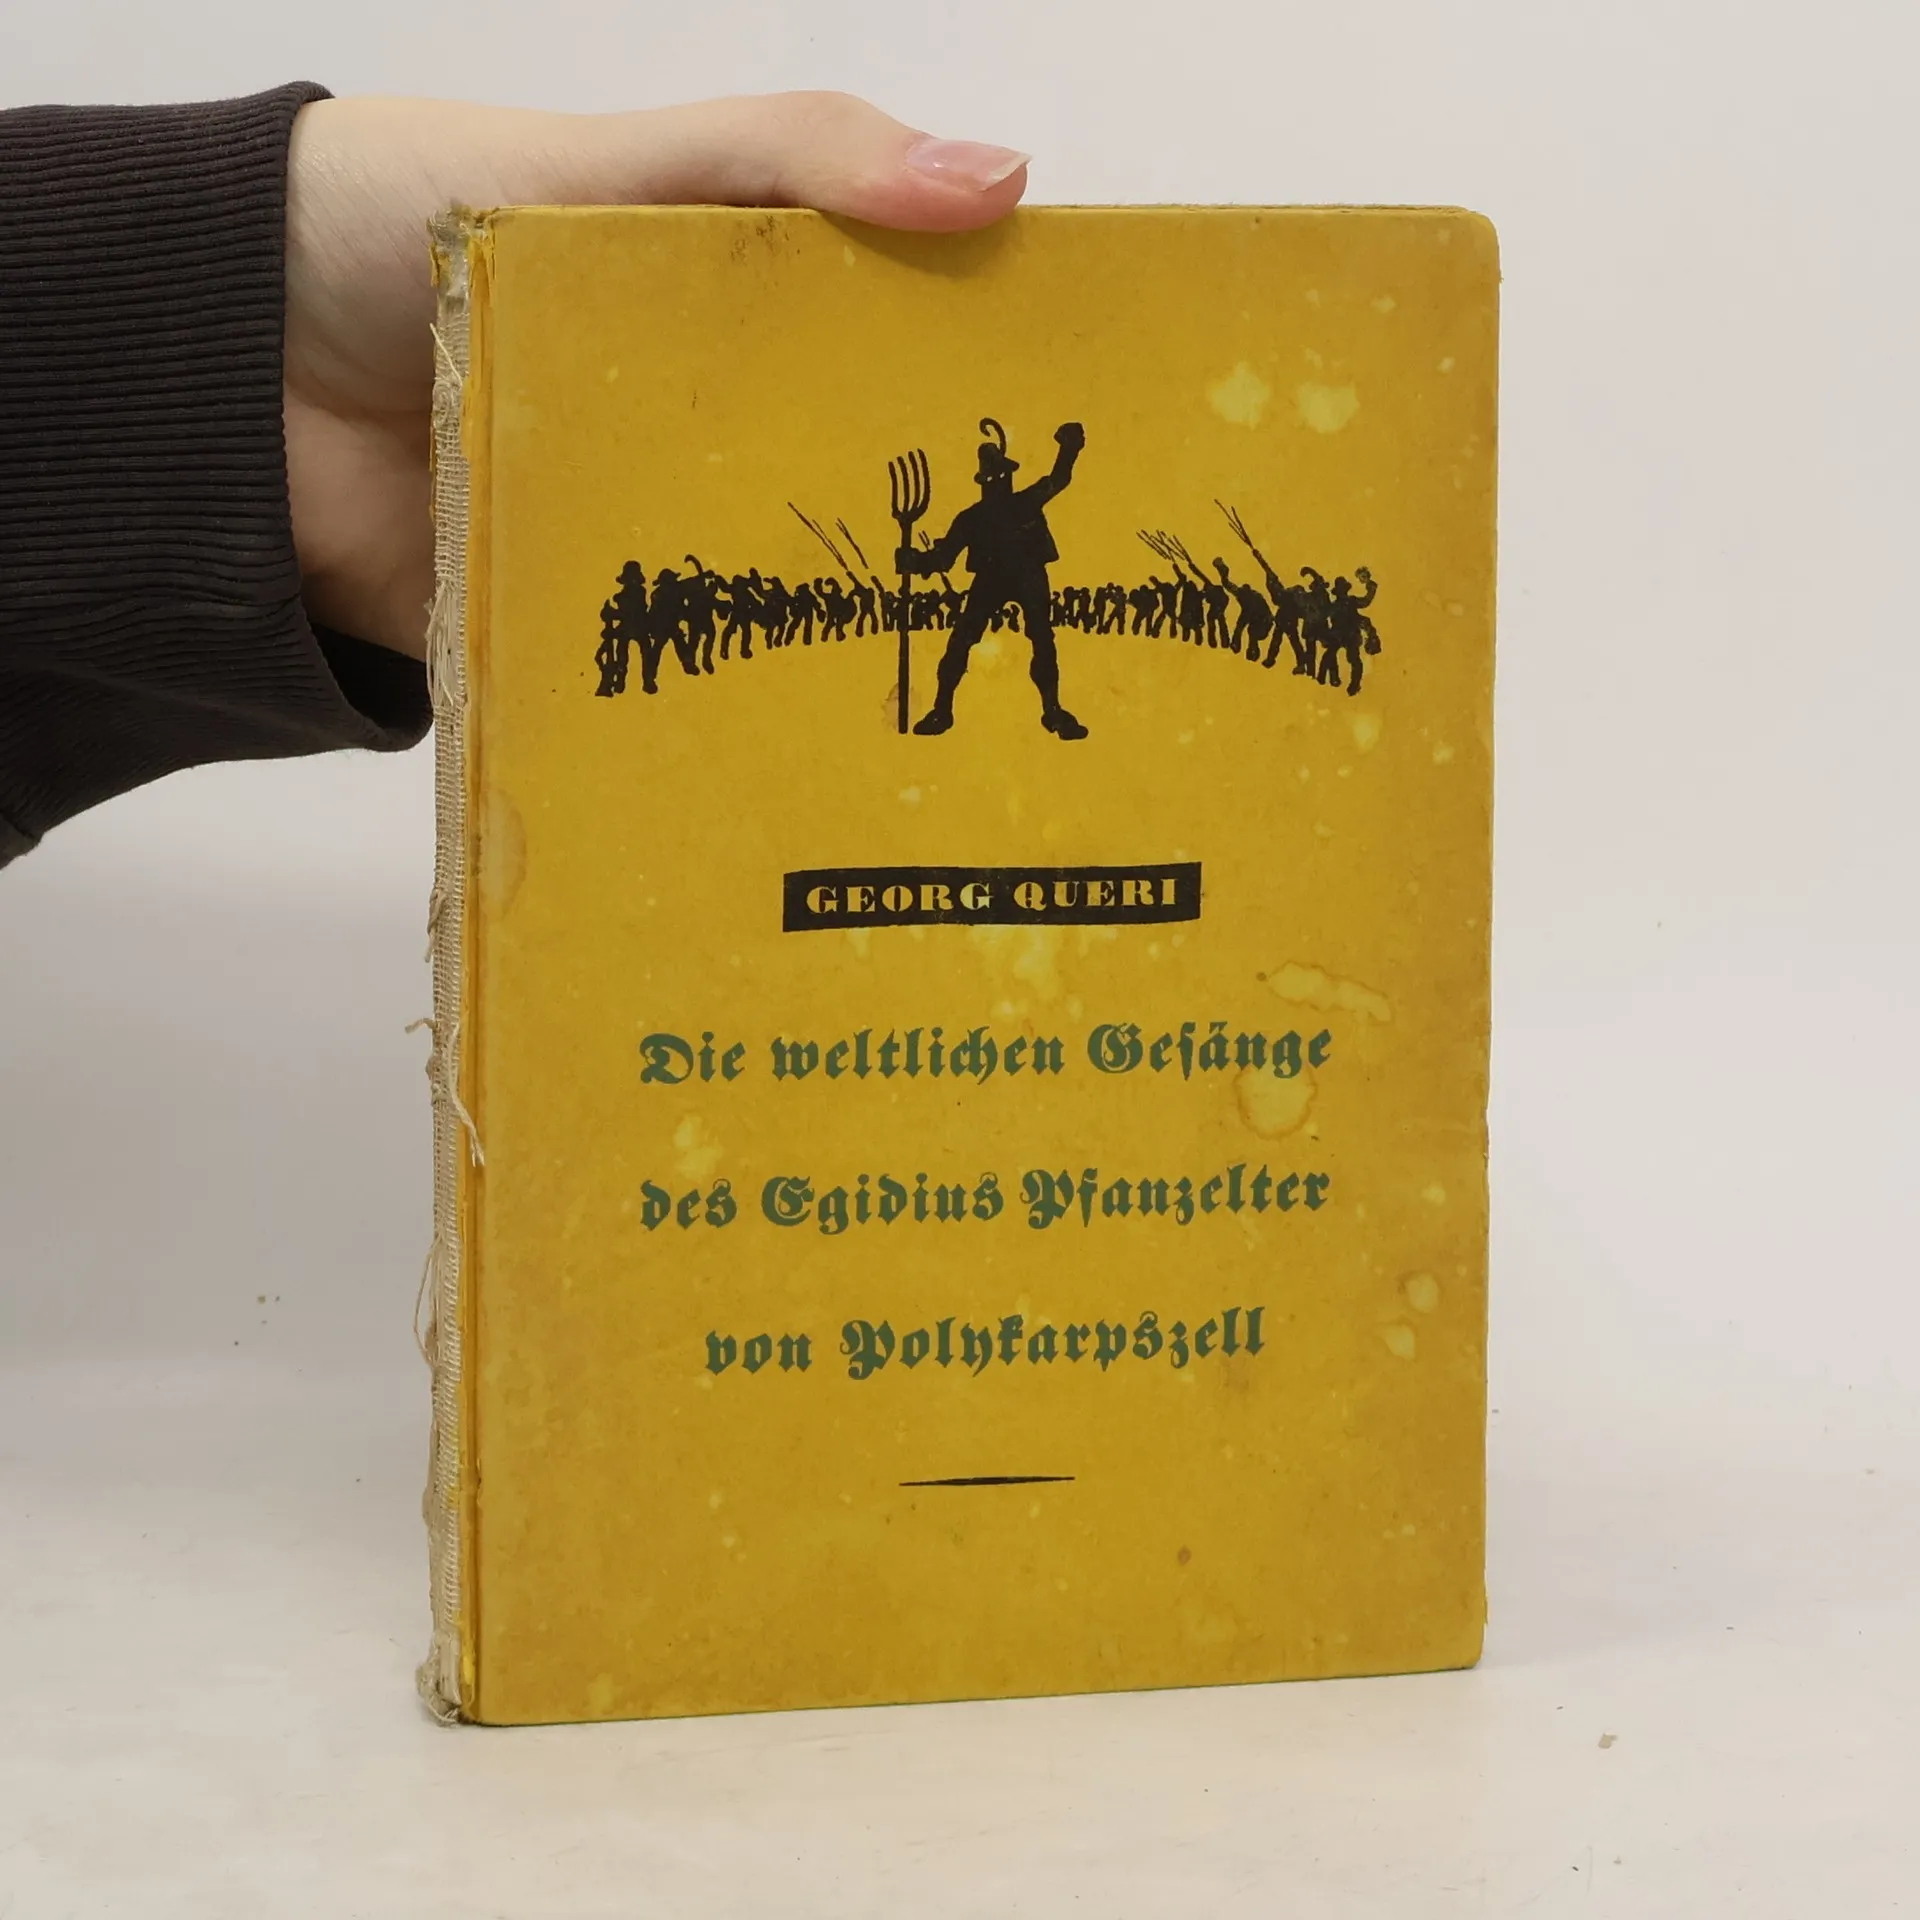 GEORG QUERI
Die weltlichen Geſänge
des Egidius Pfanzelter
von Polykarpszell